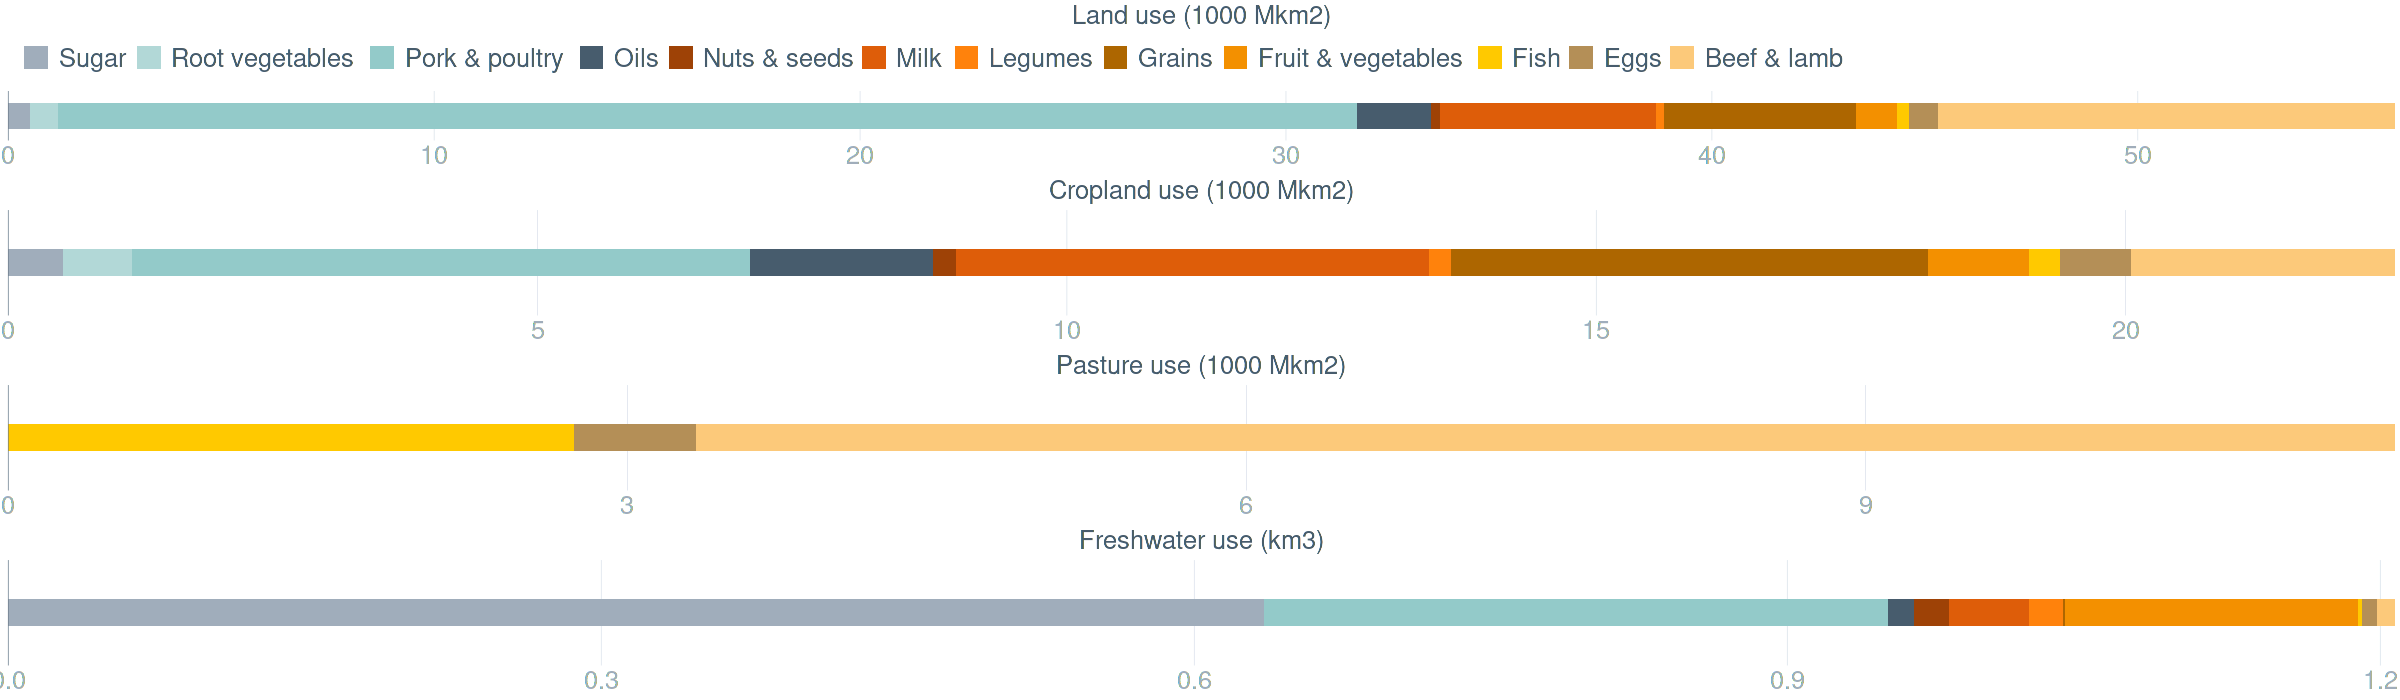 Land use (1000 Mkm2)
Sugar Root vegetables Pork & poultry Oils Nuts & seeds Milk Legumes Grains Fruit & vegetables Fish Eggs Beef & lamb
0 10 20 30 40 50
Cropland use (1000 Mkm2)
0 5 10 15 20
Pasture use (1000 Mkm2)
0 3 6 9
Freshwater use (km3)
0.0 0.3 0.6 0.9 1.2